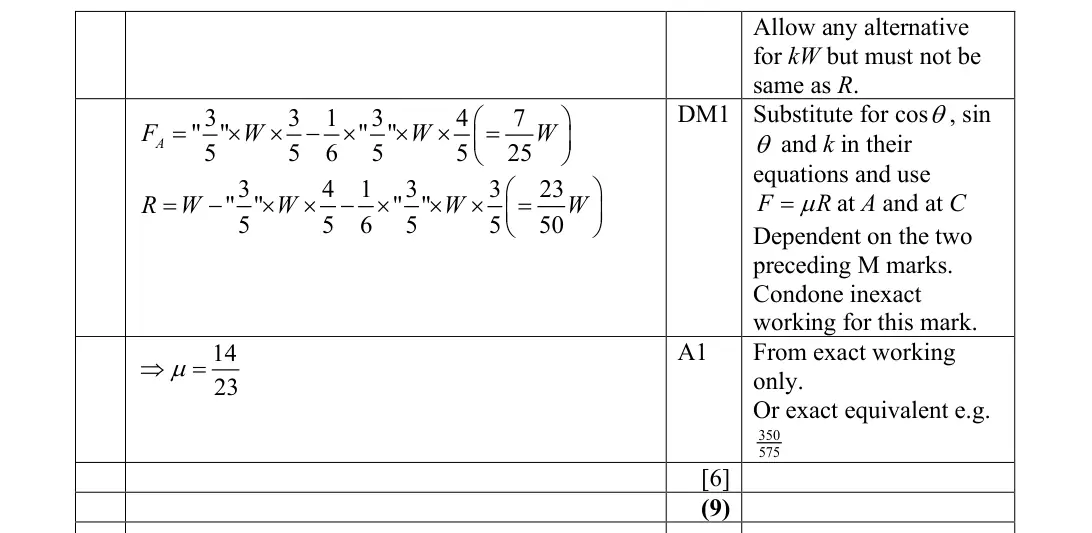 Allow any alternative
for kW but must not be
same as R.
F_A = "3/5"×W×3/5−1/6×"3/5"×W×4/5(=7/25 W)
DM1
Substitute for cosθ, sin
θ and k in their
equations and use
R = W−"3/5"×W×4/5−1/6×"3/5"×W×3/5(=23/50 W)
F = μR at A and at C
Dependent on the two
preceding M marks.
Condone inexact
working for this mark.
⇒ μ = 14/23
A1
From exact working
only.
Or exact equivalent e.g.
350/575
[6]
(9)